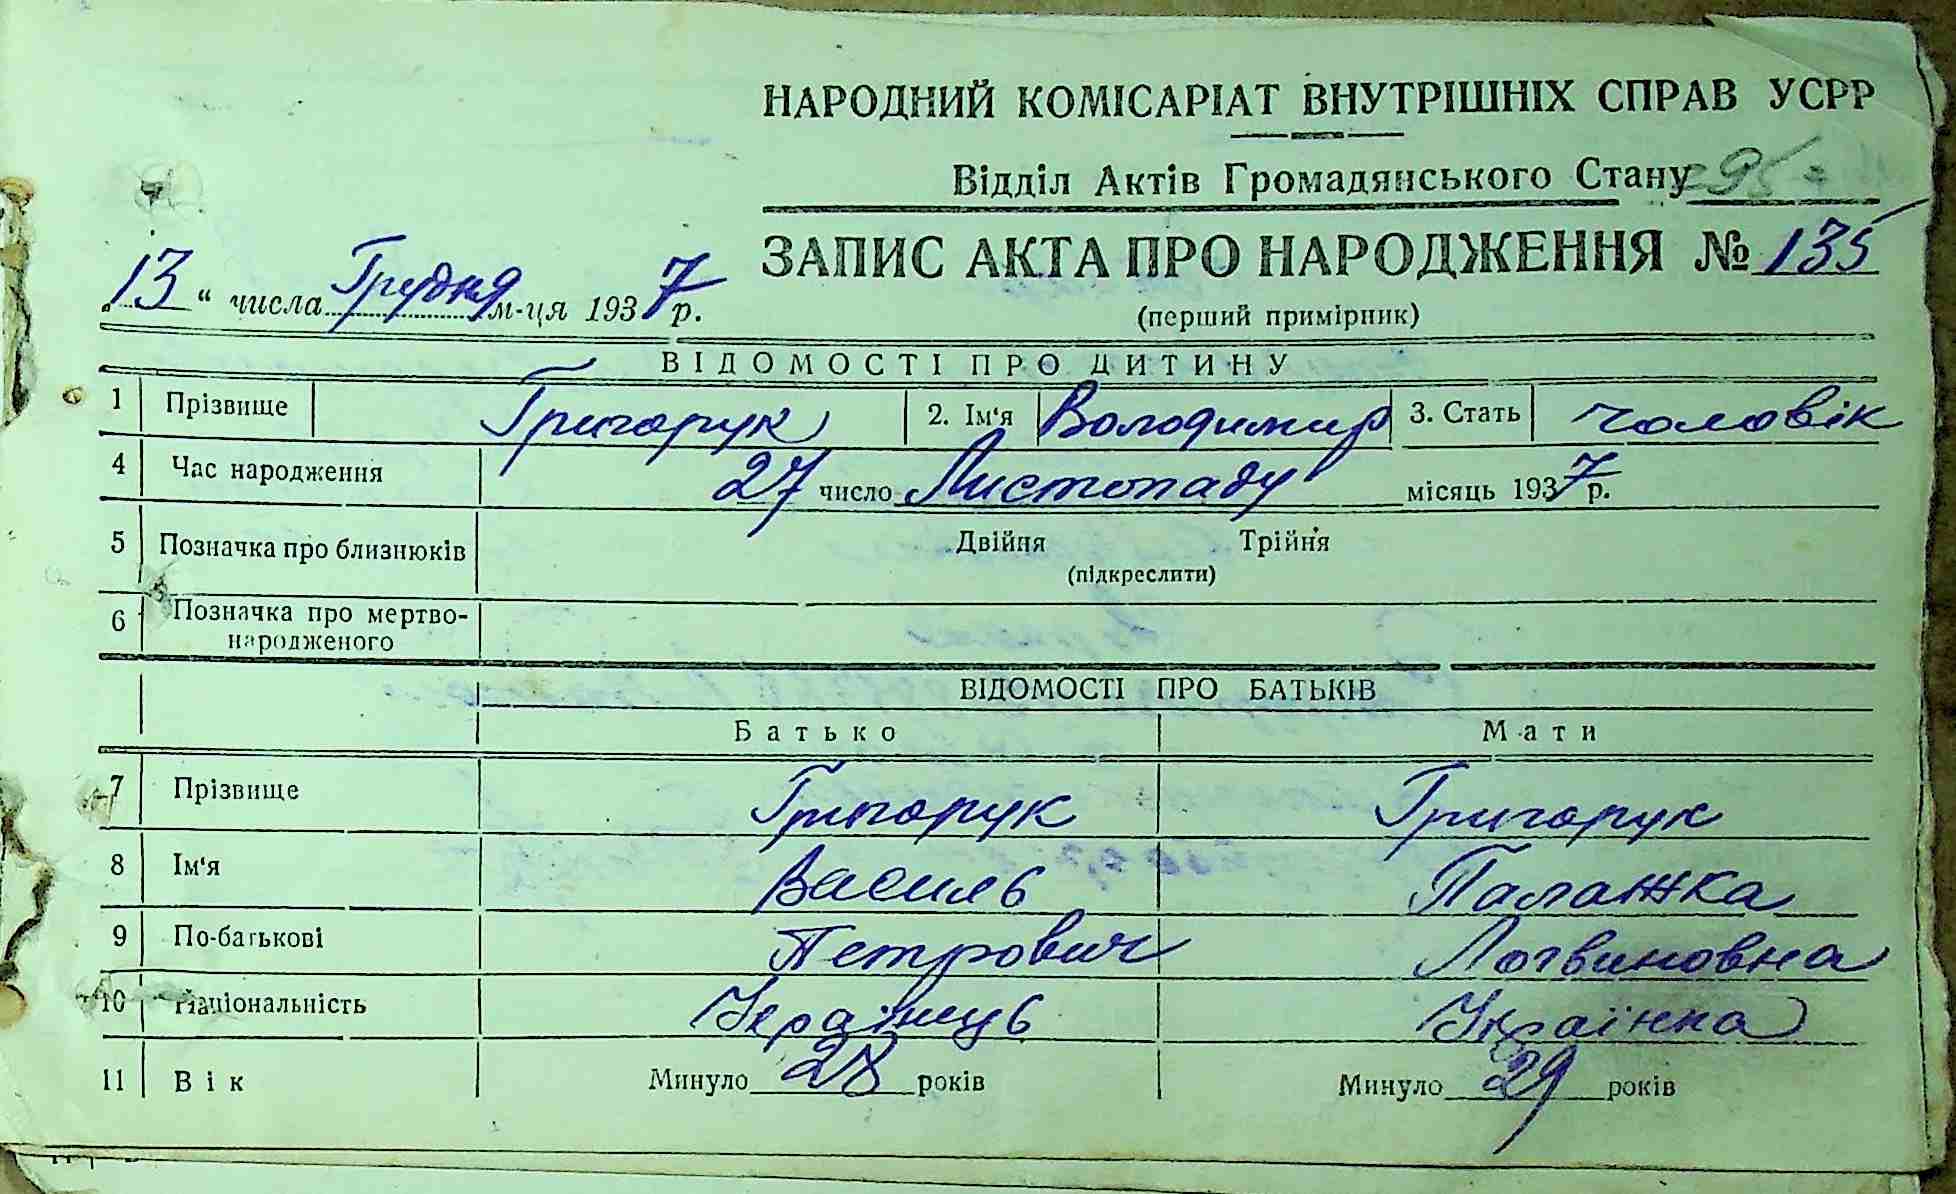 НАРОДНИЙ КОМІСАРІАТ ВНУТРІШНІХ СПРАВ УСРР
Відділ Актів Громадянського Стану
ЗАПИС АКТА ПРО НАРОДЖЕННЯ № 135
„13“ числа Грудня м-ця 1937 р.
(перший примірник)
ВІДОМОСТІ ПРО ДИТИНУ
1 Прізвище Григорук 2. Ім'я Володимир 3. Стать чоловік
4 Час народження 27 число Листопаду місяць 1937 р.
5 Позначка про близнюків Двійня Трійня
(підкреслити)
6 Позначка про мертво-
народженого
ВІДОМОСТІ ПРО БАТЬКІВ
Батько Мати
7 Прізвище Григорук Григорук
8 Ім'я Василь Палажка
9 По-батькові Петрович Логвиновна
10 Національність Українець Українка
11 Вік Минуло 28 років Минуло 29 років